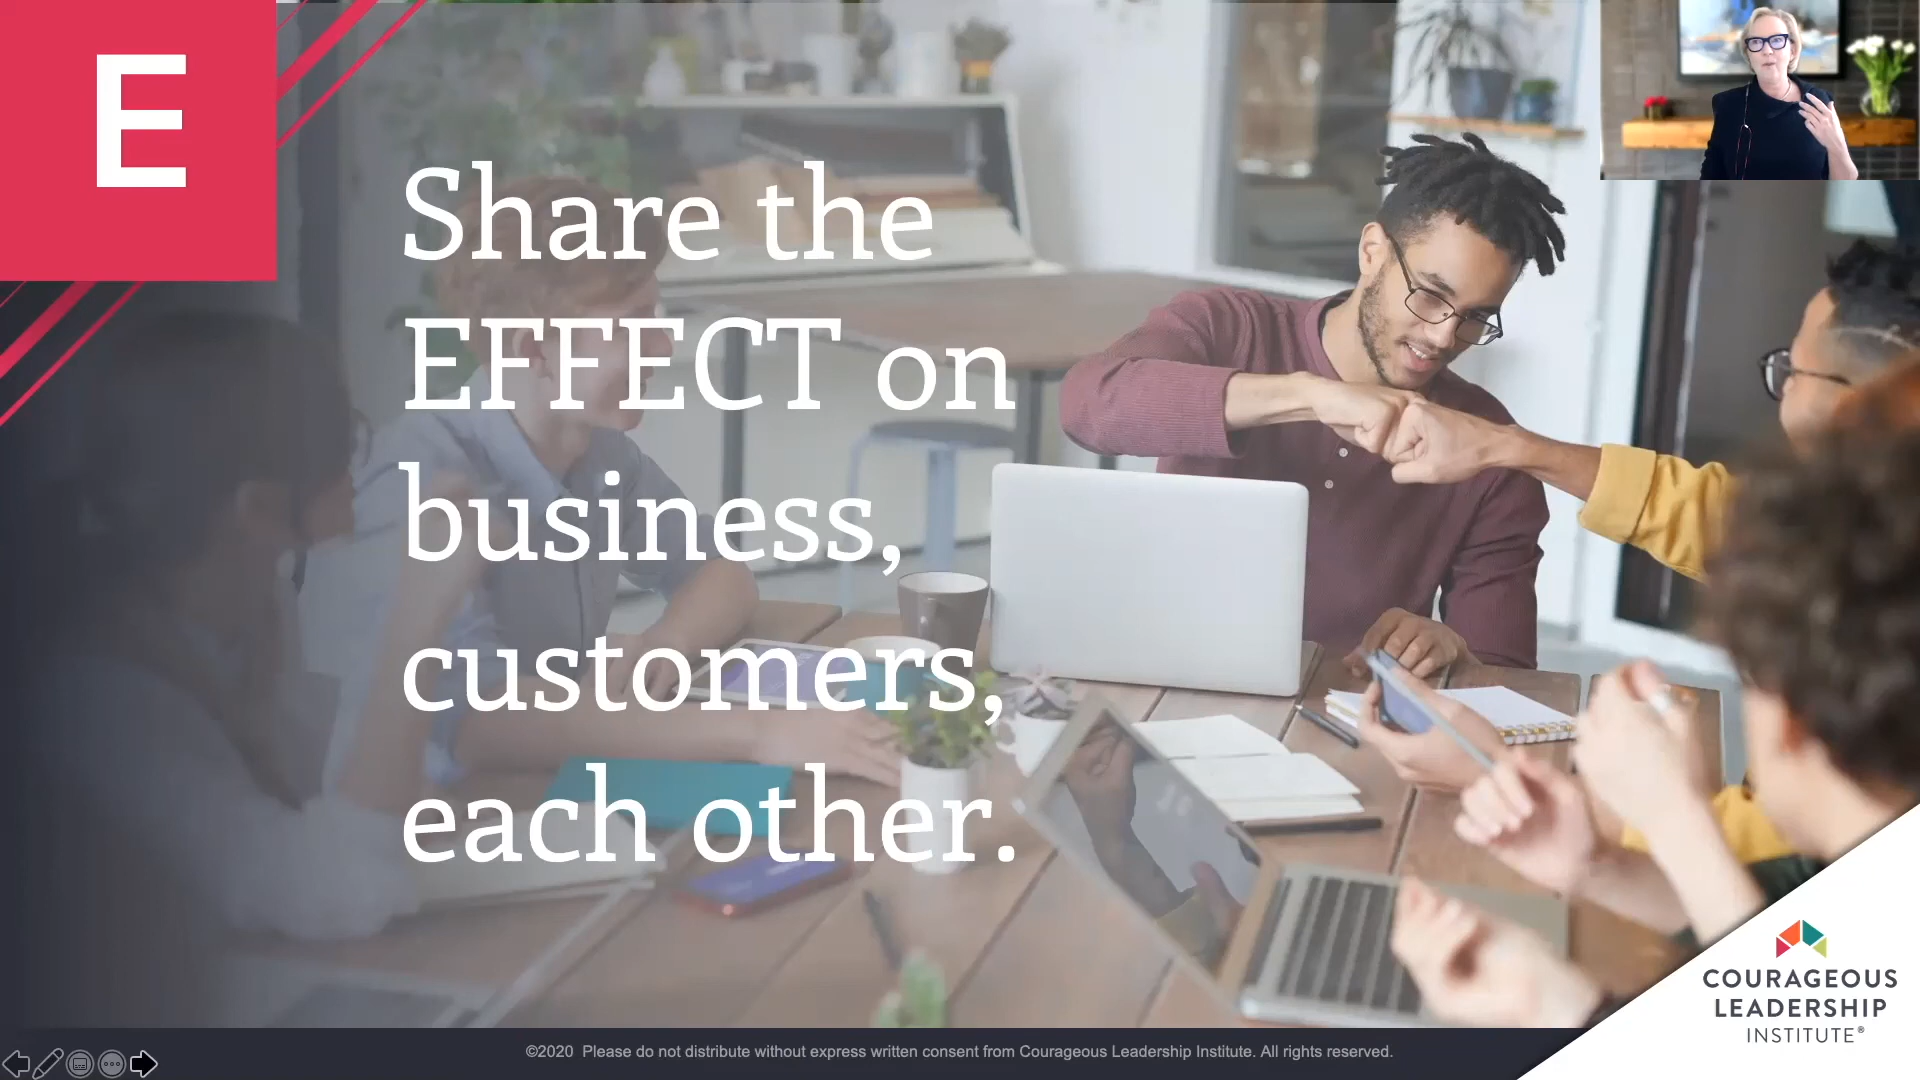 E
Share the
EFFECT on
business,
customers,
each other.
COURAGEOUS
LEADERSHIP
INSTITUTE®
©2020 Please do not distribute without express written consent from Courageous Leadership Institute. All rights reserved.